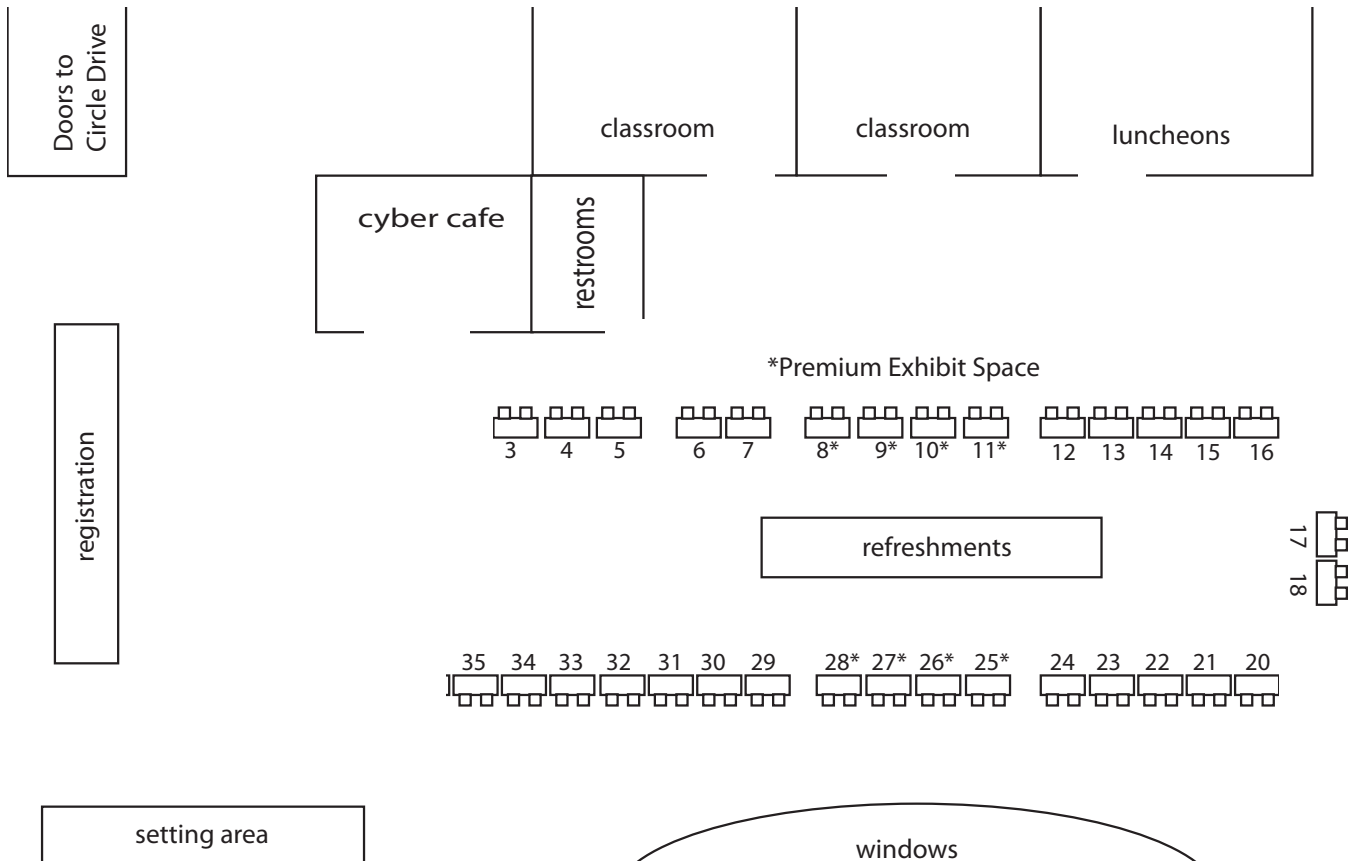 Doors to
Circle Drive
classroom
classroom
luncheons
cyber cafe
restrooms
*Premium Exhibit Space
3 4 5 6 7 8* 9* 10* 11* 12 13 14 15 16
registration
refreshments
17
18
35 34 33 32 31 30 29 28* 27* 26* 25* 24 23 22 21 20
setting area
windows